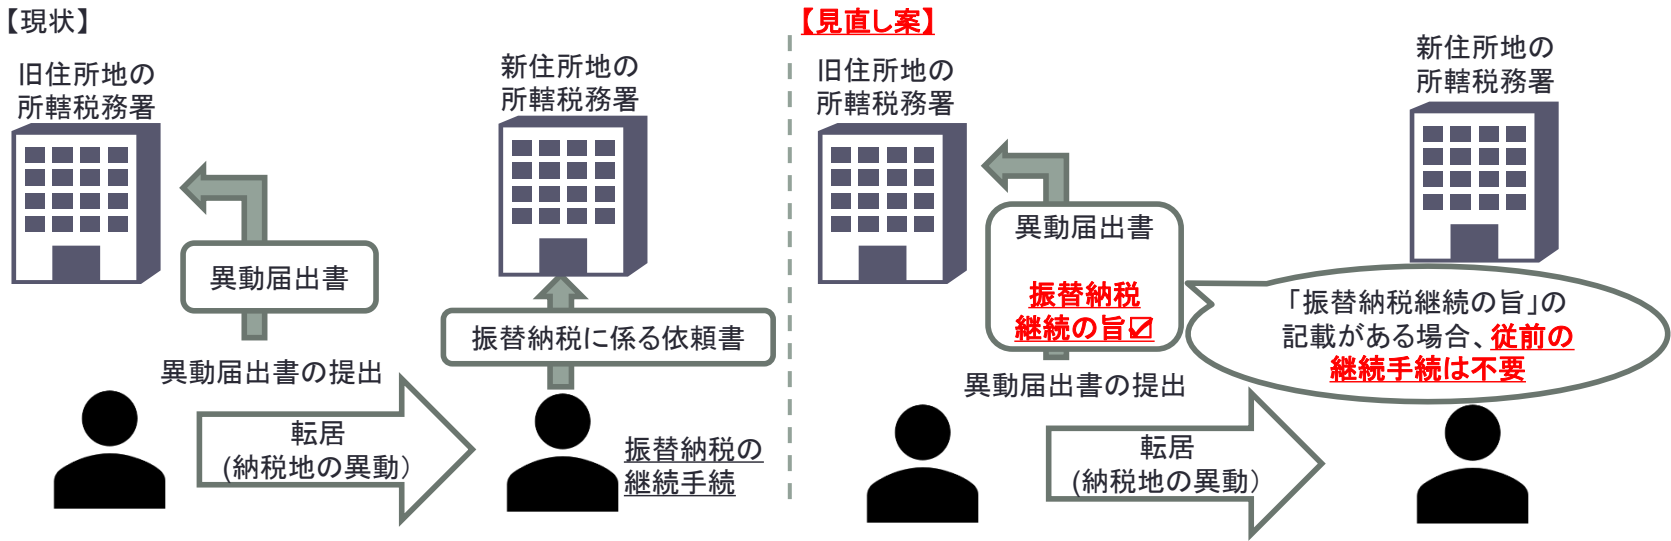 【現状】
旧住所地の
所轄税務署
新住所地の
所轄税務署
異動届出書
振替納税に係る依頼書
異動届出書の提出
転居
(納税地の異動)
振替納税の
継続手続
【見直し案】
旧住所地の
所轄税務署
新住所地の
所轄税務署
異動届出書
振替納税
継続の旨☑
「振替納税継続の旨」の
記載がある場合、従前の
継続手続は不要
異動届出書の提出
転居
(納税地の異動)